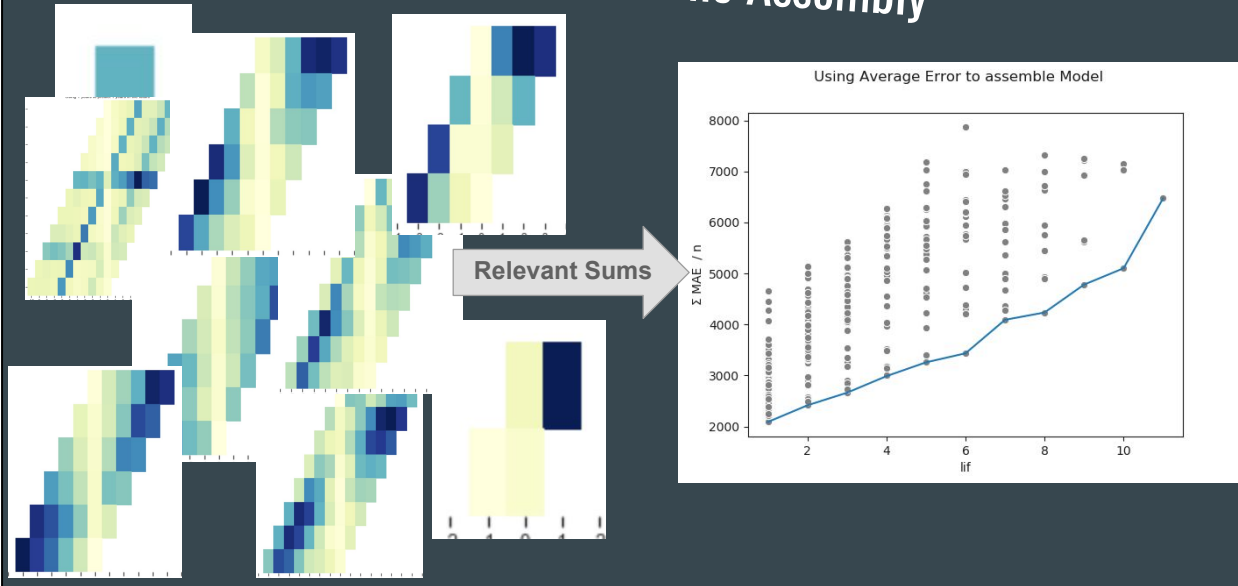 Assembly
Using Average Error to assemble Model
Relevant Sums
Σ MAE / n
8000
7000
6000
5000
4000
3000
2000
2 4 6 8 10
lif